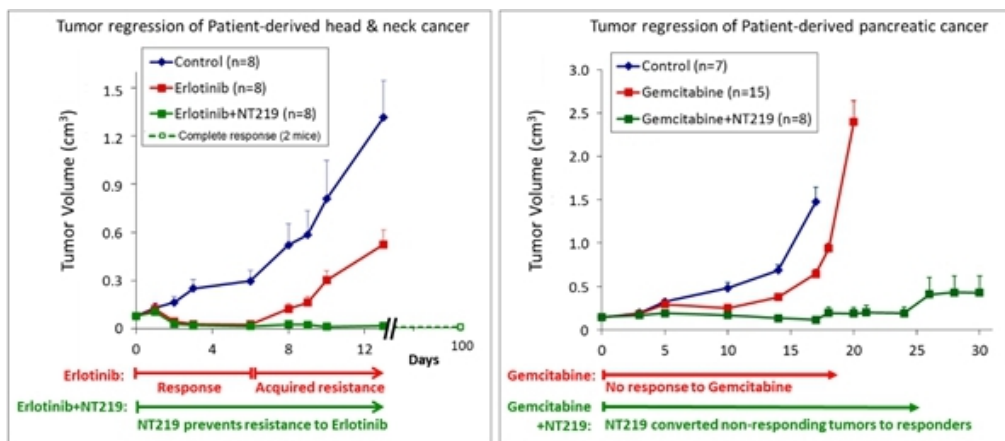 Tumor regression of Patient-derived head & neck cancer
Control (n=8)
Erlotinib (n=8)
Erlotinib+NT219 (n=8)
Complete response (2 mice)
Tumor Volume (cm³)
1.5
1.2
0.9
0.6
0.3
0
0
4
8
12
100
Days
Erlotinib:
Response
Acquired resistance
Erlotinib+NT219:
NT219 prevents resistance to Erlotinib
Tumor regression of Patient-derived pancreatic cancer
Control (n=7)
Gemcitabine (n=15)
Gemcitabine+NT219 (n=8)
Tumor Volume (cm³)
3.0
2.5
2.0
1.5
1.0
0.5
0.0
0
5
10
15
20
25
30
Gemcitabine:
No response to Gemcitabine
Gemcitabine
+NT219:
NT219 converted non-responding tumors to responders